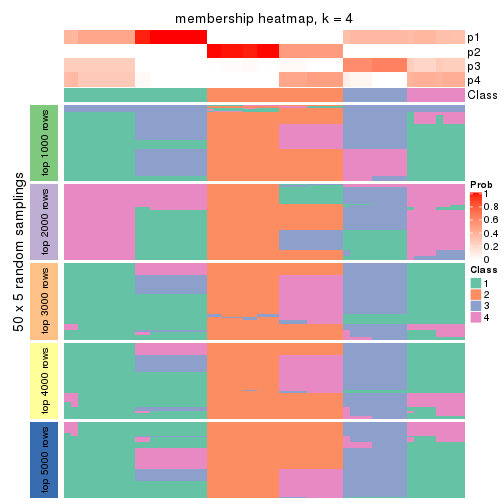 membership heatmap, k = 4
p1
p2
p3
p4
Class
50 x 5 random samplings
top 1000 rows
top 2000 rows
top 3000 rows
top 4000 rows
top 5000 rows
Prob
1
0.8
0.6
0.4
0.2
0
Class
1
2
3
4